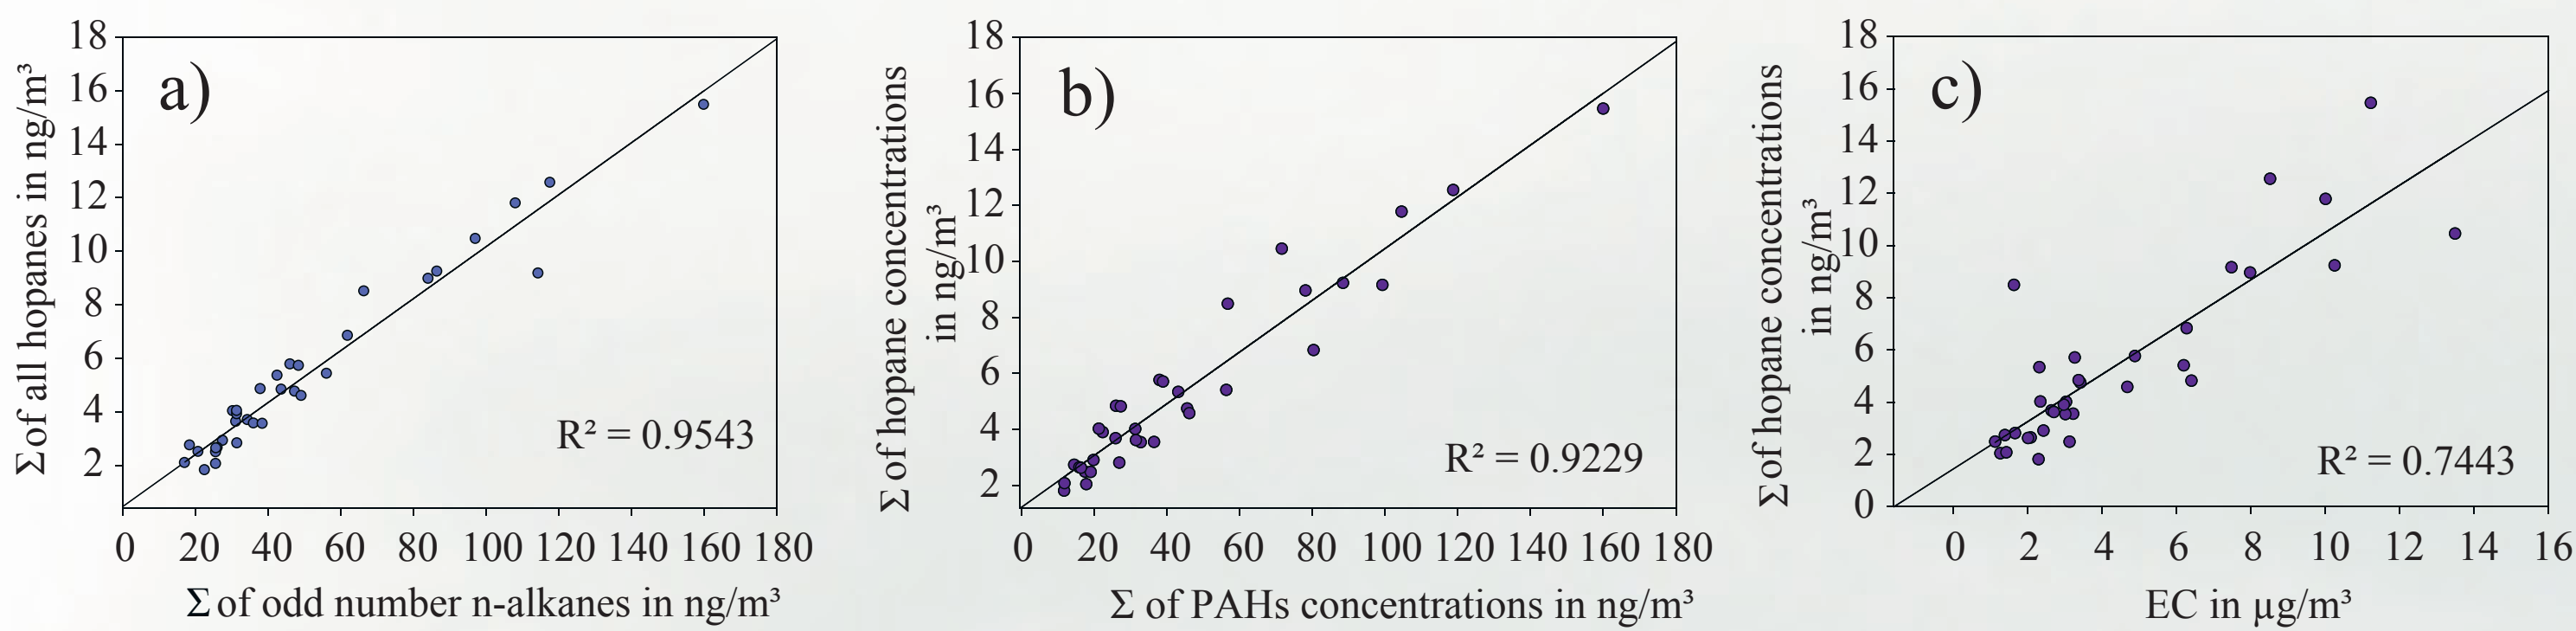 Σ of all hopanes in ng/m³
18
16
14
12
10
8
6
4
2
a)
R² = 0.9543
0 20 40 60 80 100 120 140 160 180
Σ of odd number n-alkanes in ng/m³
Σ of hopane concentrations
in ng/m³
18
16
14
12
10
8
6
4
2
b)
R² = 0.9229
0 20 40 60 80 100 120 140 160 180
Σ of PAHs concentrations in ng/m³
Σ of hopane concentrations
in ng/m³
18
16
14
12
10
8
6
4
2
0
c)
R² = 0.7443
0 2 4 6 8 10 12 14 16
EC in µg/m³